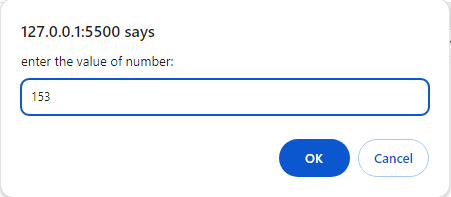 127.0.0.1:5500 says
enter the value of number:
153
OK Cancel